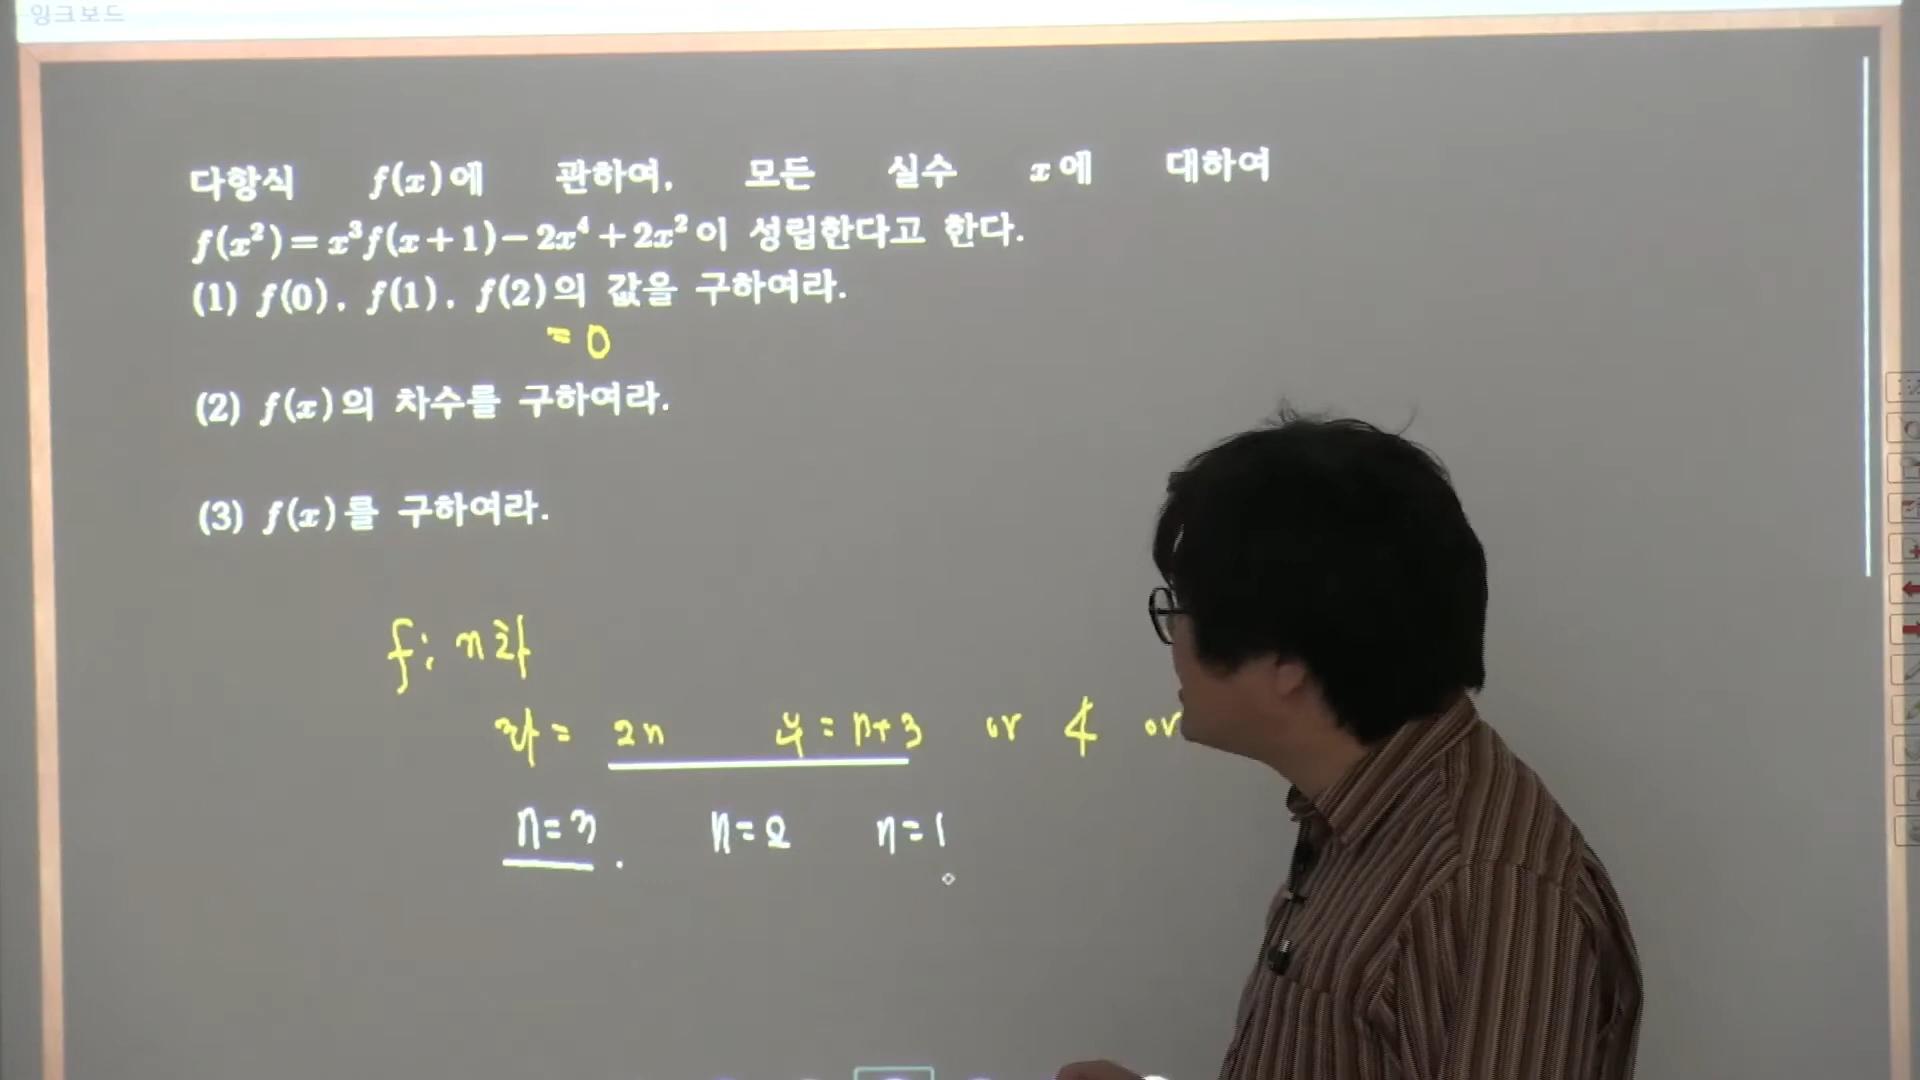 잉크보드
다항식 f(x)에 관하여, 모든 실수 x에 대하여
f(x²)=x³f(x+1)-2x⁴+2x²이 성립한다고 한다.
(1) f(0), f(1), f(2)의 값을 구하여라.
= 0
(2) f(x)의 차수를 구하여라.
(3) f(x)를 구하여라.
f: n차
좌 = 2n 우 = n+3 or 4 or
n=3 . n=2 n=1